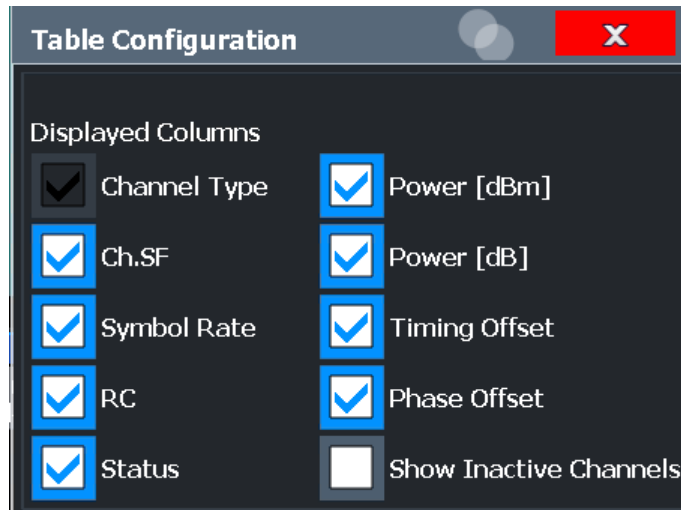 Table Configuration
X
Displayed Columns
Channel Type
Power [dBm]
Ch.SF
Power [dB]
Symbol Rate
Timing Offset
RC
Phase Offset
Status
Show Inactive Channels